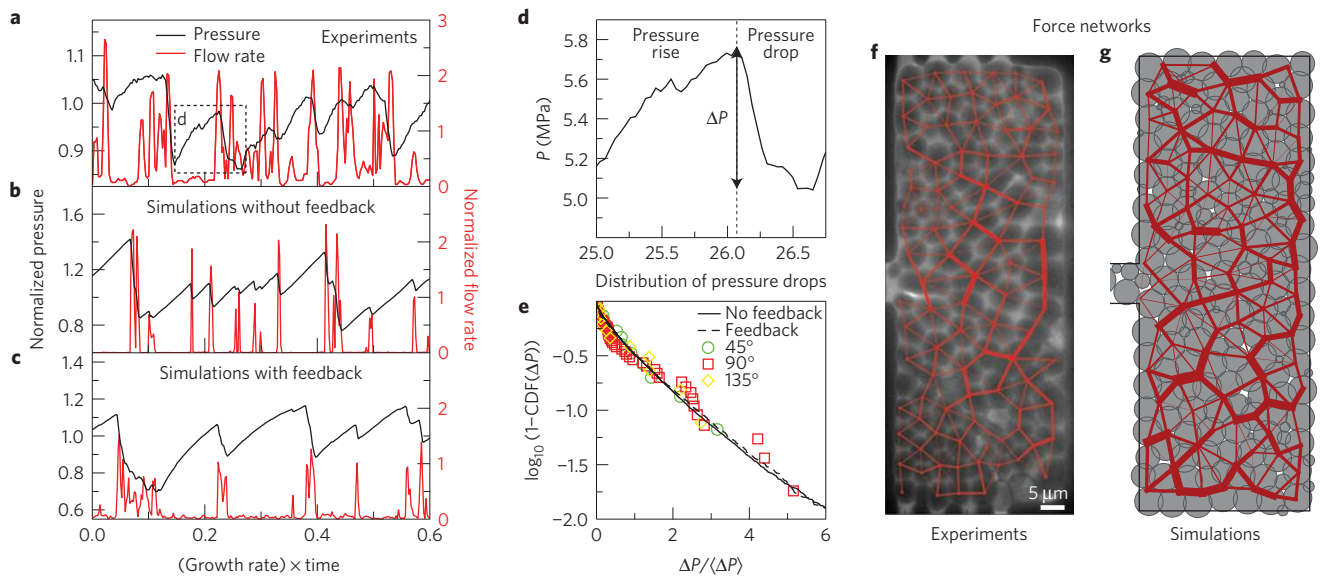 a
Pressure
Flow rate
Experiments
1.1
1.0
0.9
3
2
1
0
d
b
Simulations without feedback
1.6
1.2
0.8
2
1
0
c
Simulations with feedback
1.2
1.0
0.8
0.6
2
1
0
0.0 0.2 0.4 0.6
(Growth rate) × time
Normalized pressure
Normalized flow rate
d
Pressure rise
Pressure drop
ΔP
P (MPa)
5.8
5.6
5.4
5.2
5.0
25.0 25.5 26.0 26.5
Distribution of pressure drops
e
No feedback
Feedback
45°
90°
135°
log10 (1−CDF(ΔP))
−0.5
−1.0
−1.5
−2.0
0 2 4 6
ΔP/⟨ΔP⟩
Force networks
f
5 μm
Experiments
g
Simulations